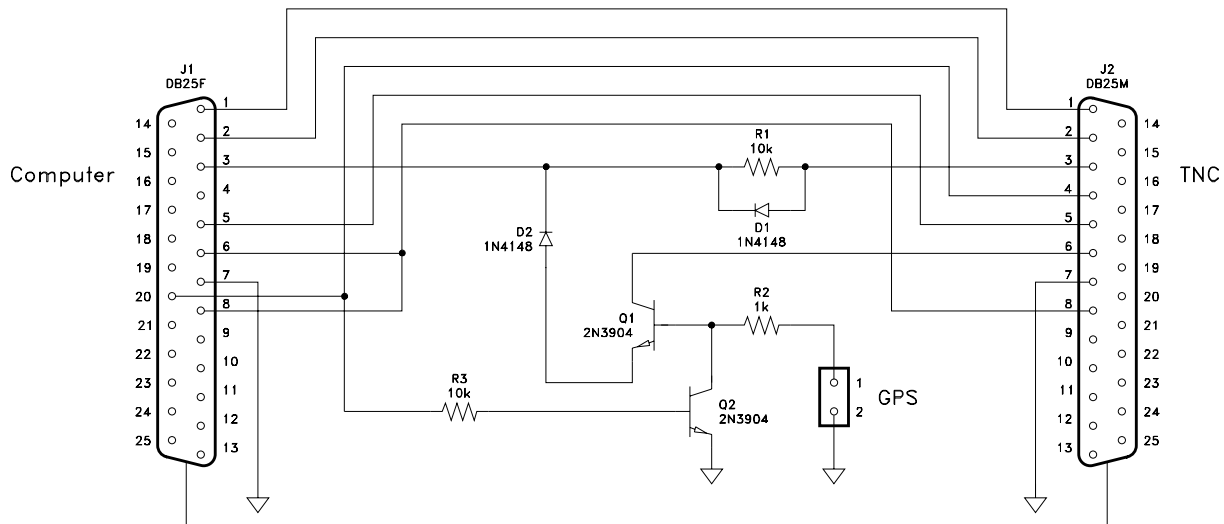 J1
DB25F
J2
DB25M
Computer
TNC
1
2
3
4
5
6
7
8
9
10
11
12
13
14
15
16
17
18
19
20
21
22
23
24
25
R1
10k
D1
1N4148
D2
1N4148
Q1
2N3904
R2
1k
R3
10k
Q2
2N3904
1
2
GPS
1
2
3
4
5
6
7
8
9
10
11
12
13
14
15
16
17
18
19
20
21
22
23
24
25